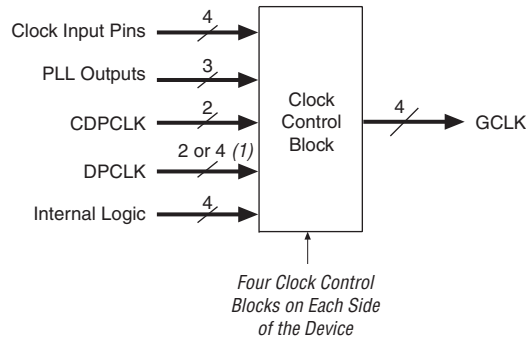 4
Clock Input Pins
3
PLL Outputs
2
CDPCLK
2 or 4 (1)
DPCLK
4
Internal Logic
Clock
Control
Block
4
GCLK
Four Clock Control
Blocks on Each Side
of the Device